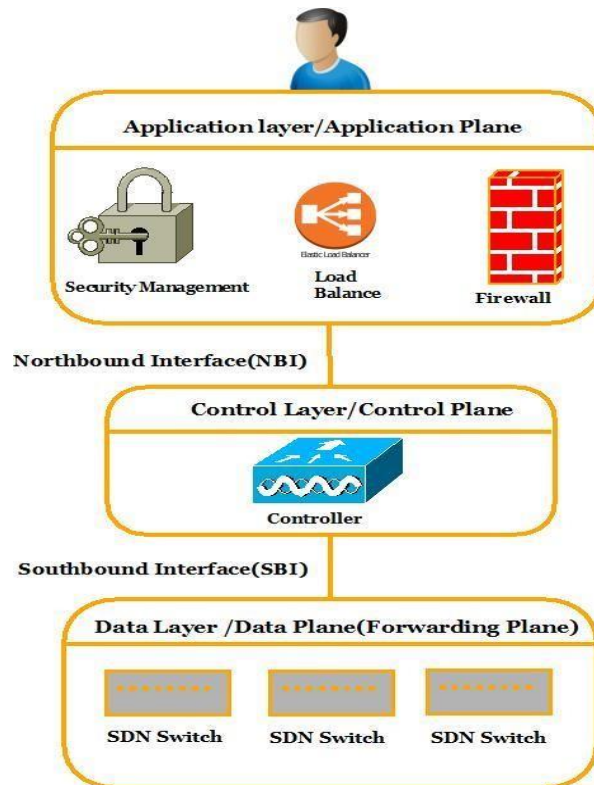 Application layer/Application Plane
Elastic Load Balancer
Security Management
Load
Balance
Firewall
Northbound Interface(NBI)
Control Layer/Control Plane
Controller
Southbound Interface(SBI)
Data Layer /Data Plane(Forwarding Plane)
SDN Switch
SDN Switch
SDN Switch